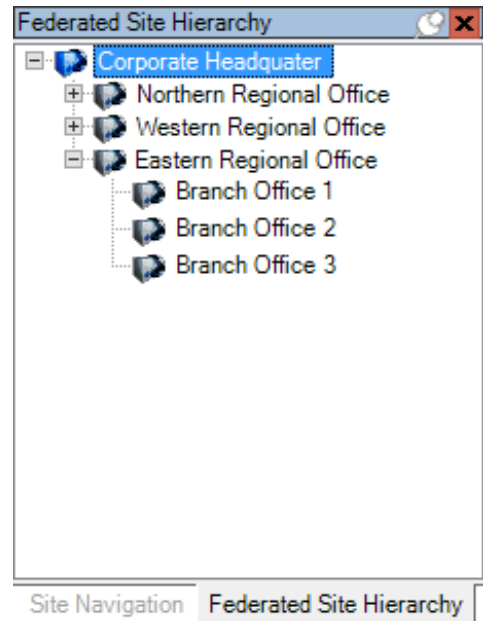 Federated Site Hierarchy
Corporate Headquater
Northern Regional Office
Western Regional Office
Eastern Regional Office
Branch Office 1
Branch Office 2
Branch Office 3
Site Navigation Federated Site Hierarchy